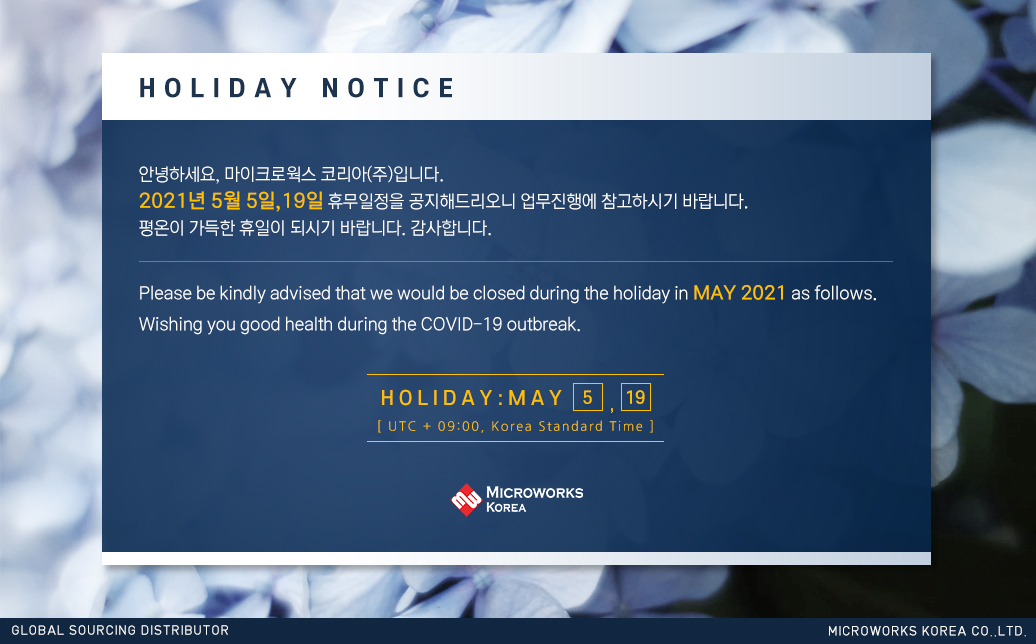 HOLIDAY NOTICE
안녕하세요, 마이크로웍스 코리아(주)입니다.
2021년 5월 5일,19일 휴무일정을 공지해드리오니 업무진행에 참고하시기 바랍니다.
평온이 가득한 휴일이 되시기 바랍니다. 감사합니다.
Please be kindly advised that we would be closed during the holiday in MAY 2021 as follows.
Wishing you good health during the COVID-19 outbreak.
HOLIDAY:MAY 5 , 19
[ UTC + 09:00, Korea Standard Time ]
MICROWORKS
KOREA
GLOBAL SOURCING DISTRIBUTOR
MICROWORKS KOREA CO.,LTD.